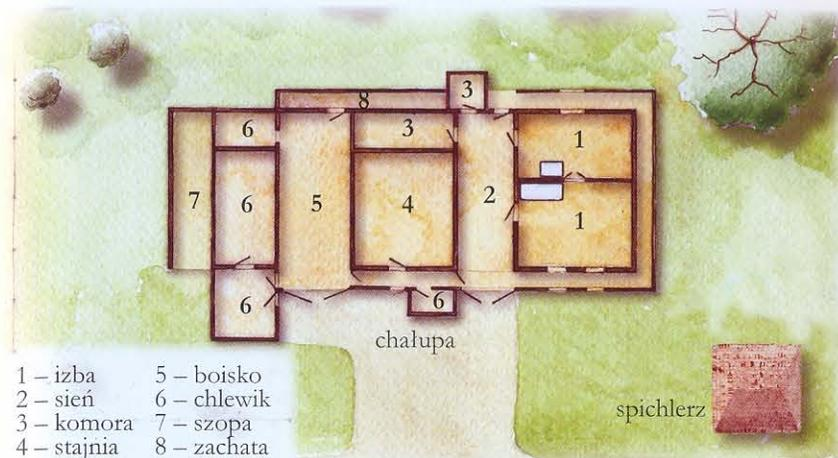 8
3
6
3
1
7
6
5
4
2
1
6
6
chałupa
spichlerz
1 – izba
2 – sień
3 – komora
4 – stajnia
5 – boisko
6 – chlewik
7 – szopa
8 – zachata